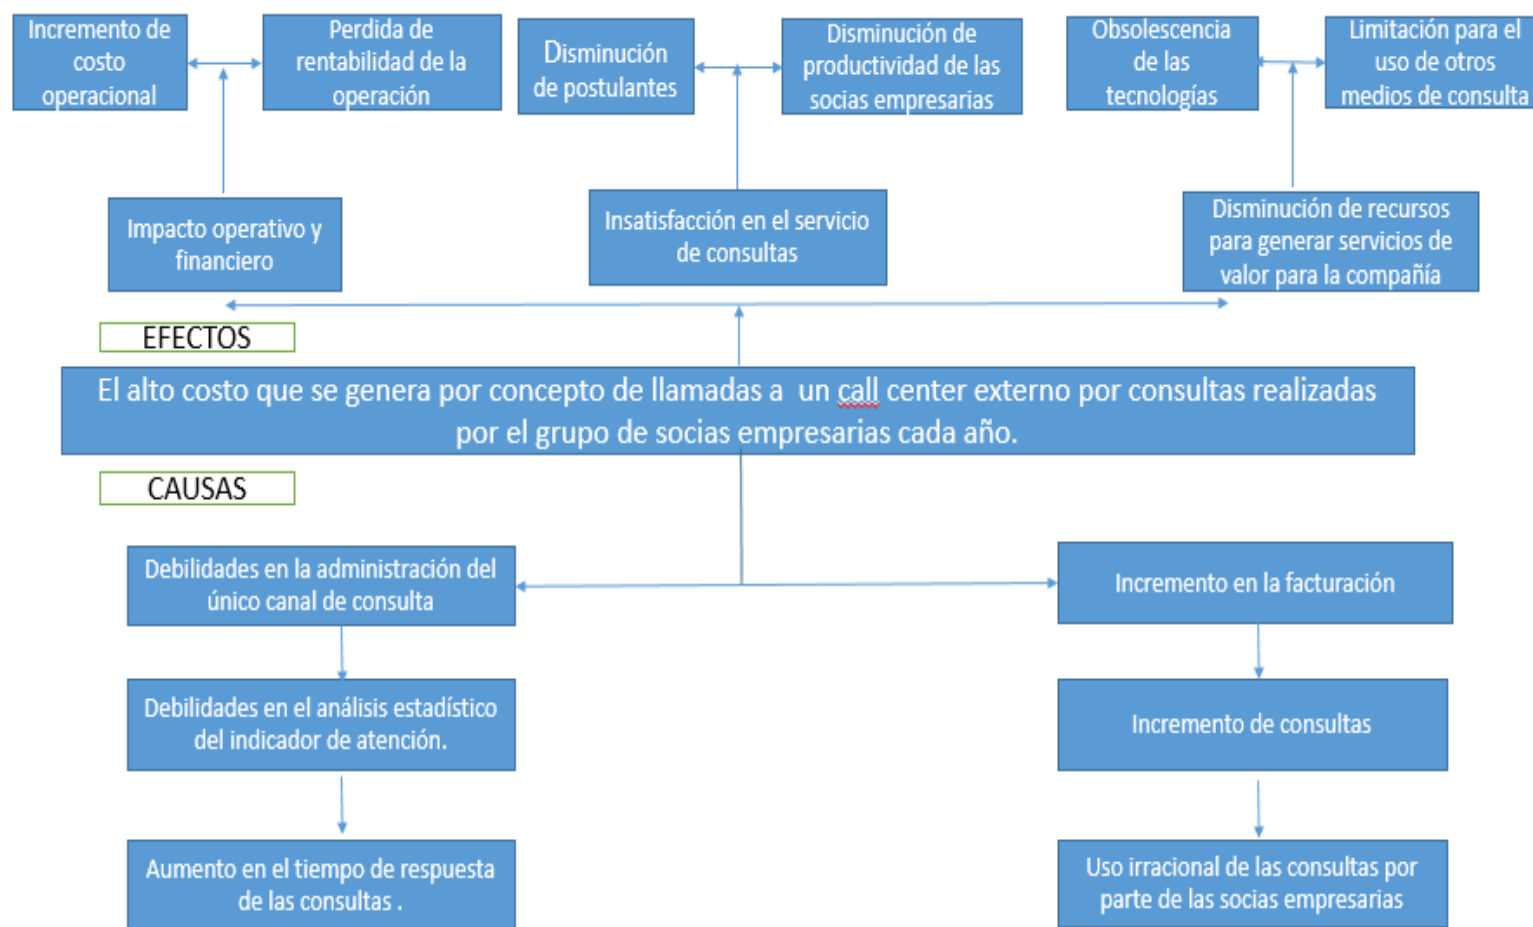 Incremento de
costo
operacional
Perdida de
rentabilidad de la
operación
Disminución
de postulantes
Disminución de
productividad de las
socias empresarias
Obsolescencia
de las
tecnologías
Limitación para el
uso de otros
medios de consulta
Impacto operativo y
financiero
Insatisfacción en el servicio
de consultas
Disminución de recursos
para generar servicios de
valor para la compañía
EFECTOS
El alto costo que se genera por concepto de llamadas a un call center externo por consultas realizadas
por el grupo de socias empresarias cada año.
CAUSAS
Debilidades en la administración del
único canal de consulta
Incremento en la facturación
Debilidades en el análisis estadístico
del indicador de atención.
Incremento de consultas
Aumento en el tiempo de respuesta
de las consultas .
Uso irracional de las consultas por
parte de las socias empresarias